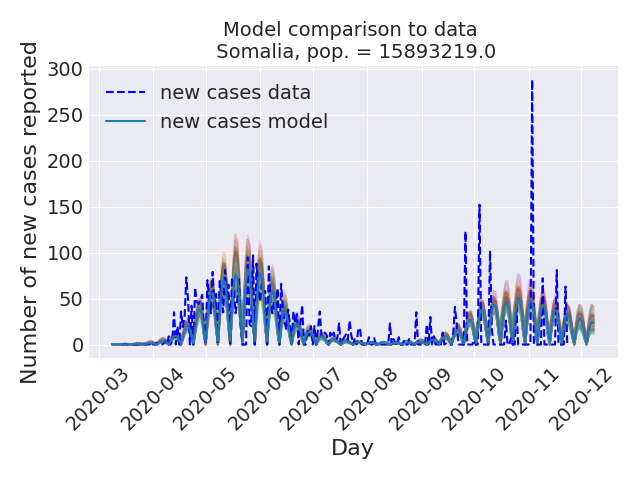 Model comparison to data
Somalia, pop. = 15893219.0
Number of new cases reported
300
250
200
150
100
50
0
new cases data
new cases model
2020-03
2020-04
2020-05
2020-06
2020-07
2020-08
2020-09
2020-10
2020-11
2020-12
Day